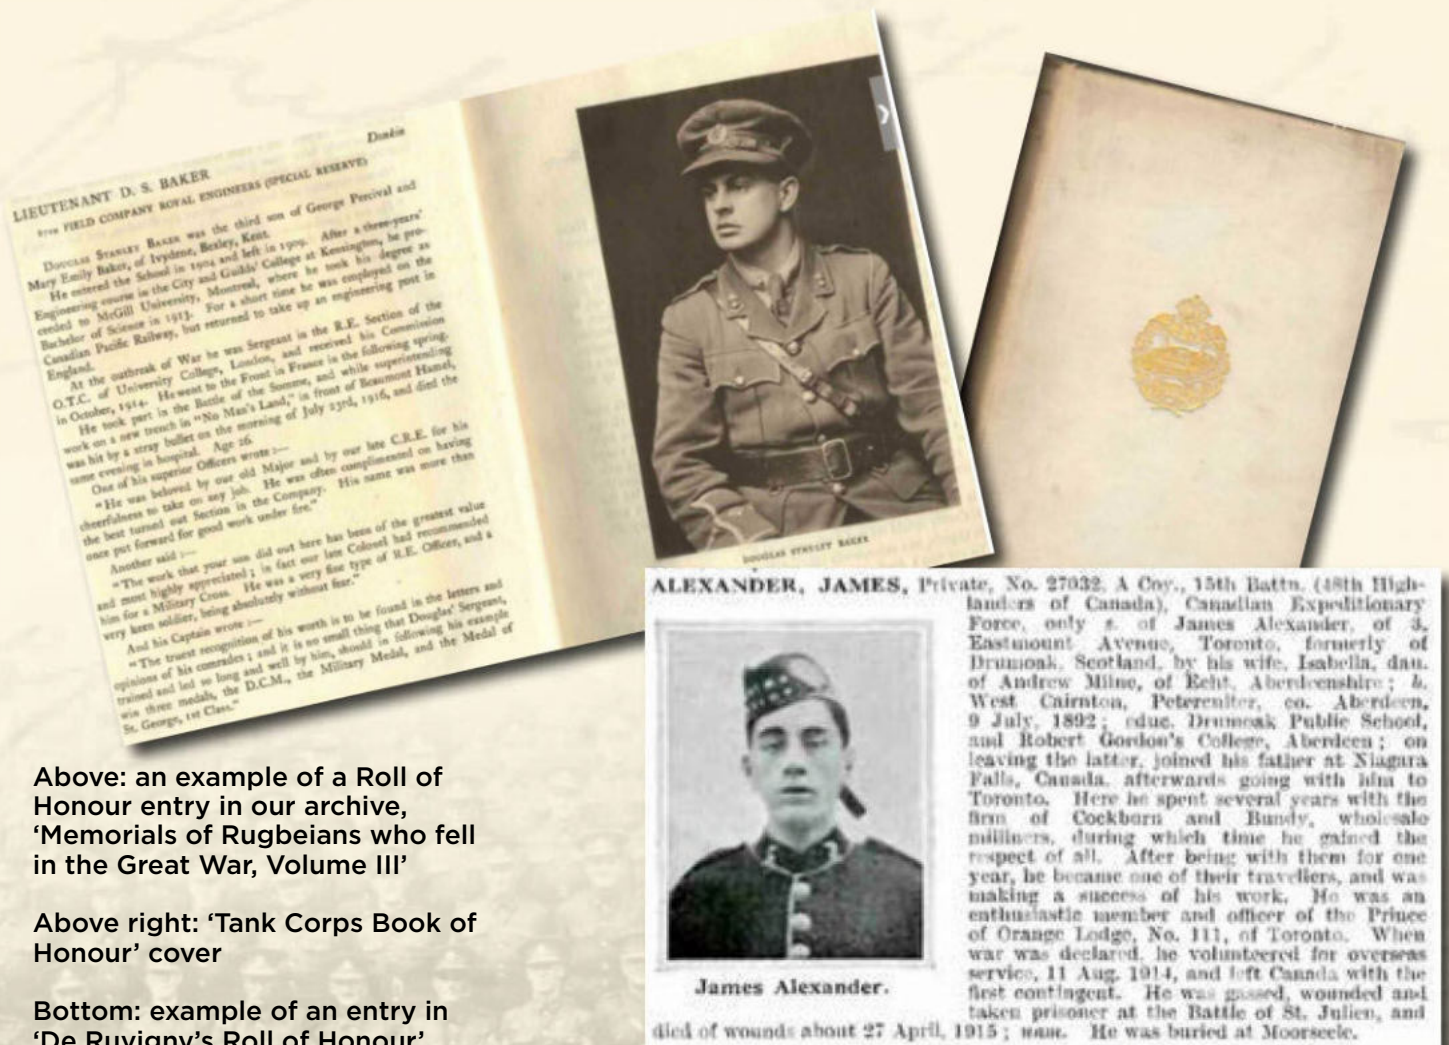 Donkin
LIEUTENANT D. S. BAKER
FIELD COMPANY ROYAL ENGINEERS (SPECIAL RESERVE)
DOUGLAS STANLEY BAKER was the third son of George Percival and
Mary Emily Baker, of Ivydene, Bexley, Kent.
He entered the School in 1904 and left in 1909. After a three-years'
Engineering course in the City and Guilds' College at Kensington, he pro-
ceeded to McGill University, Montreal, where he took his degree as
Bachelor of Science in 1913. For a short time he was employed on the
Canadian Pacific Railway, but returned to take up an engineering post in
England.
At the outbreak of War he was Sergeant in the R.E. Section of the
O.T.C. of University College, London, and received his Commission
in October, 1914. He went to the Front in France in the following spring.
He took part in the Battle of the Somme, and while superintending
work on a new trench in "No Man's Land," in front of Beaumont Hamel,
was hit by a stray bullet on the morning of July 23rd, 1916, and died the
same evening in hospital. Age 26.
One of his superior Officers wrote :—
"He was beloved by our old Major and by our late C.R.E. for his
cheerfulness to take on any job. He was often complimented on having
the best turned out Section in the Company. His name was more than
once put forward for good work under fire."
Another said :—
"The work that your son did out here has been of the greatest value
and most highly appreciated ; in fact our late Colonel had recommended
him for a Military Cross. He was a very fine type of R.E. Officer, and a
very keen soldier, being absolutely without fear."
And his Captain wrote :—
"The truest recognition of his worth is to be found in the letters and
opinions of his comrades ; and it is no small thing that Douglas' Sergeant,
trained and led so long and well by him, should in following his example
win three medals, the D.C.M., the Military Medal, and the Medal of
St. George, 1st Class."
DOUGLAS STANLEY BAKER
ALEXANDER, JAMES, Private, No. 27032, A Coy., 15th Battn. (48th High-
landers of Canada), Canadian Expeditionary
Force, only s. of James Alexander, of 3,
Eastmount Avenue, Toronto, formerly of
Drumoak, Scotland, by his wife, Isabella, dau.
of Andrew Milne, of Echt, Aberdeenshire ; b.
West Cairnton, Peterculter, co. Aberdeen,
9 July, 1892 ; educ. Drumoak Public School,
and Robert Gordon's College, Aberdeen ; on
leaving the latter, joined his father at Niagara
Falls, Canada, afterwards going with him to
Toronto. Here he spent several years with the
firm of Cockburn and Bundy, wholesale
milliners, during which time he gained the
respect of all. After being with them for one
year, he became one of their travellers, and was
making a success of his work. He was an
enthusiastic member and officer of the Prince
of Orange Lodge, No. 111, of Toronto. When
war was declared, he volunteered for overseas
service, 11 Aug. 1914, and left Canada with the
first contingent. He was gassed, wounded and
taken prisoner at the Battle of St. Julien, and
died of wounds about 27 April, 1915 ; unm. He was buried at Moorseele.
James Alexander.
Above: an example of a Roll of
Honour entry in our archive,
‘Memorials of Rugbeians who fell
in the Great War, Volume III’
Above right: ‘Tank Corps Book of
Honour’ cover
Bottom: example of an entry in
‘De Ruvigny’s Roll of Honour’